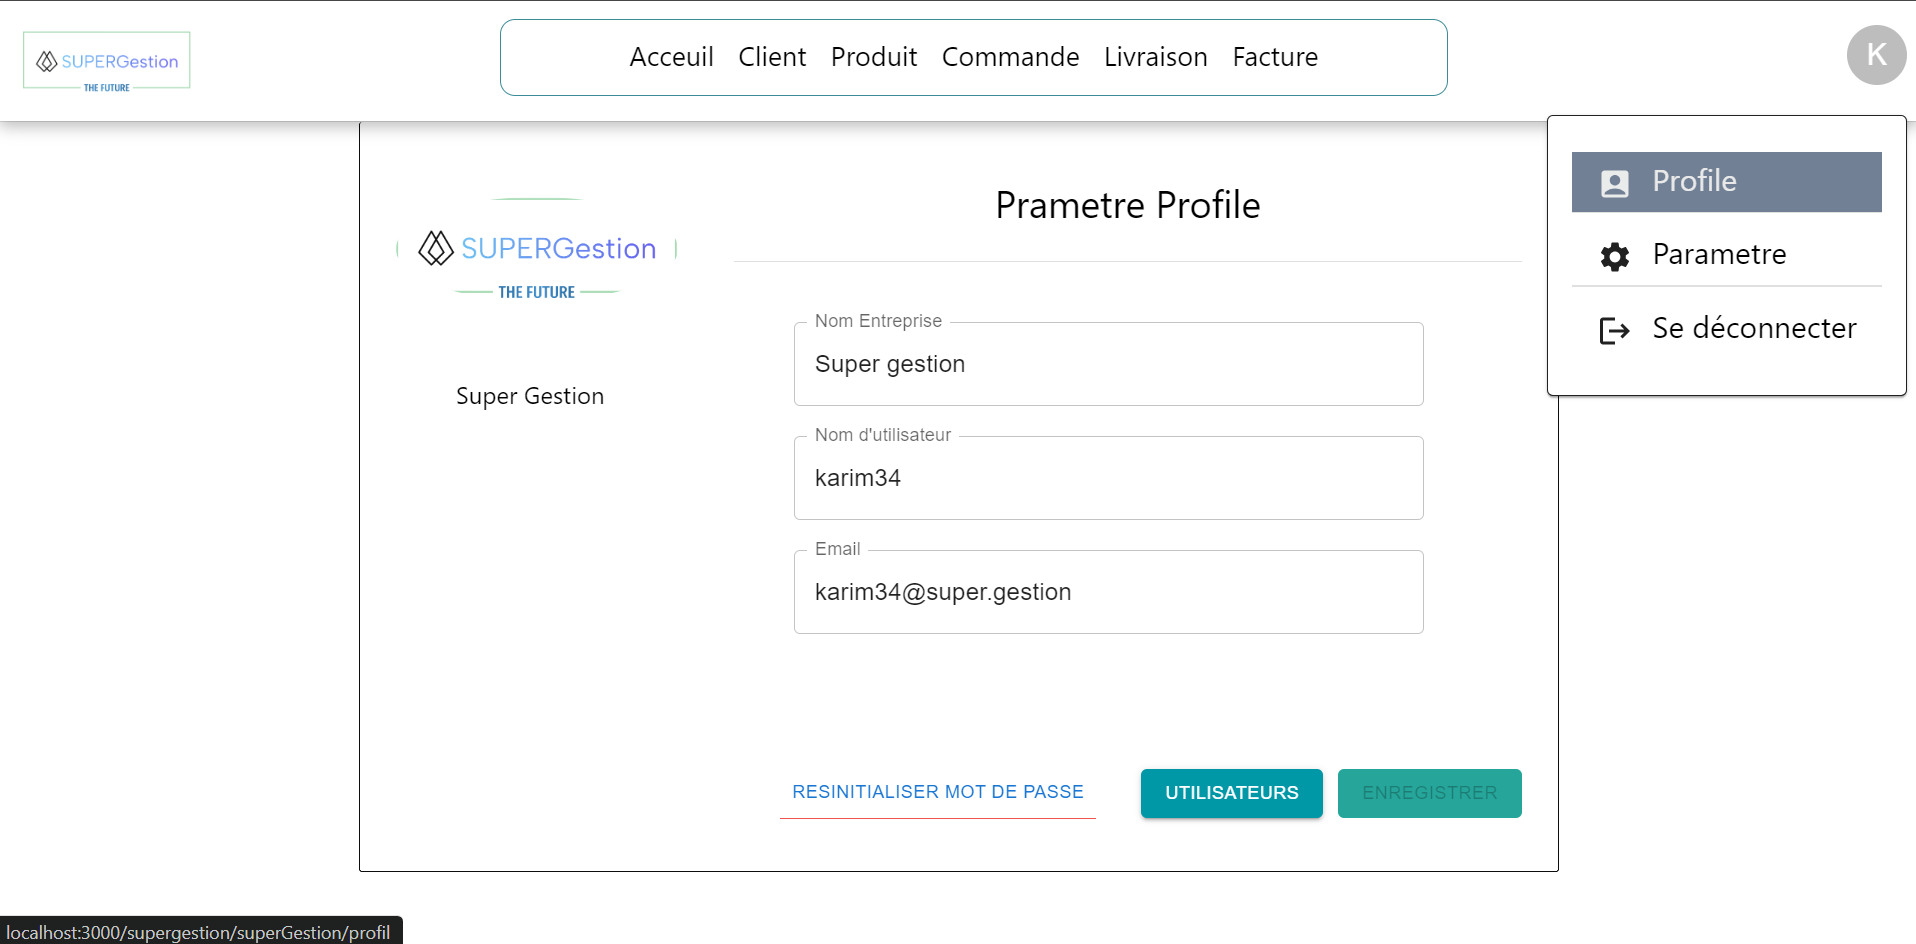 SUPERGestion
THE FUTURE
Acceuil Client Produit Commande Livraison Facture
K
Profile
Parametre
Se déconnecter
SUPERGestion
THE FUTURE
Super Gestion
Prametre Profile
Nom Entreprise
Super gestion
Nom d'utilisateur
karim34
Email
karim34@super.gestion
RESINITIALISER MOT DE PASSE
UTILISATEURS
ENREGISTRER
localhost:3000/supergestion/superGestion/profil